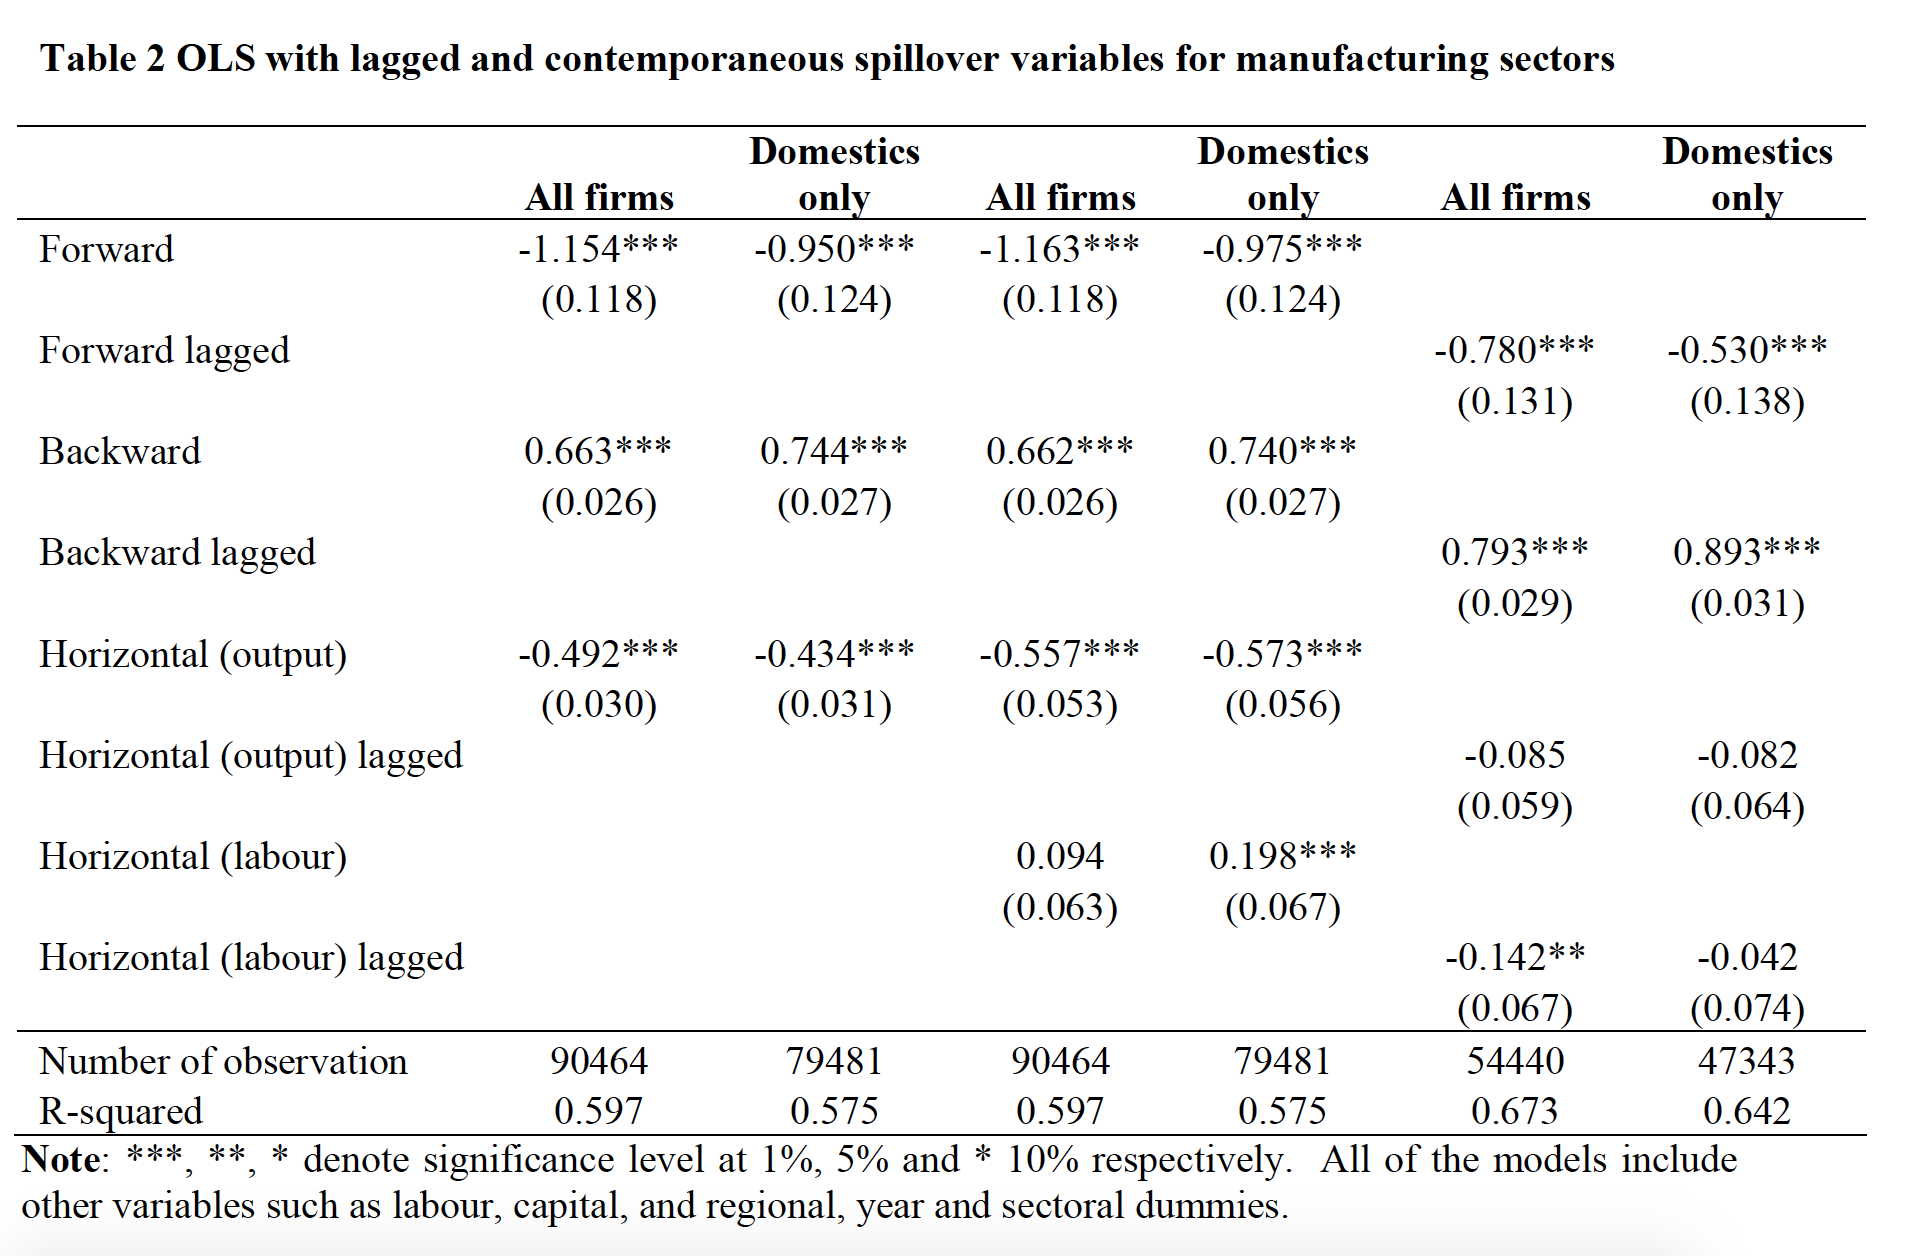 Table 2 OLS with lagged and contemporaneous spillover variables for manufacturing sectors
Domestics Domestics Domestics
All firms only All firms only All firms only
Forward -1.154*** -0.950*** -1.163*** -0.975***
(0.118) (0.124) (0.118) (0.124)
Forward lagged -0.780*** -0.530***
(0.131) (0.138)
Backward 0.663*** 0.744*** 0.662*** 0.740***
(0.026) (0.027) (0.026) (0.027)
Backward lagged 0.793*** 0.893***
(0.029) (0.031)
Horizontal (output) -0.492*** -0.434*** -0.557*** -0.573***
(0.030) (0.031) (0.053) (0.056)
Horizontal (output) lagged -0.085 -0.082
(0.059) (0.064)
Horizontal (labour) 0.094 0.198***
(0.063) (0.067)
Horizontal (labour) lagged -0.142** -0.042
(0.067) (0.074)
Number of observation 90464 79481 90464 79481 54440 47343
R-squared 0.597 0.575 0.597 0.575 0.673 0.642
Note: ***, **, * denote significance level at 1%, 5% and * 10% respectively. All of the models include
other variables such as labour, capital, and regional, year and sectoral dummies.